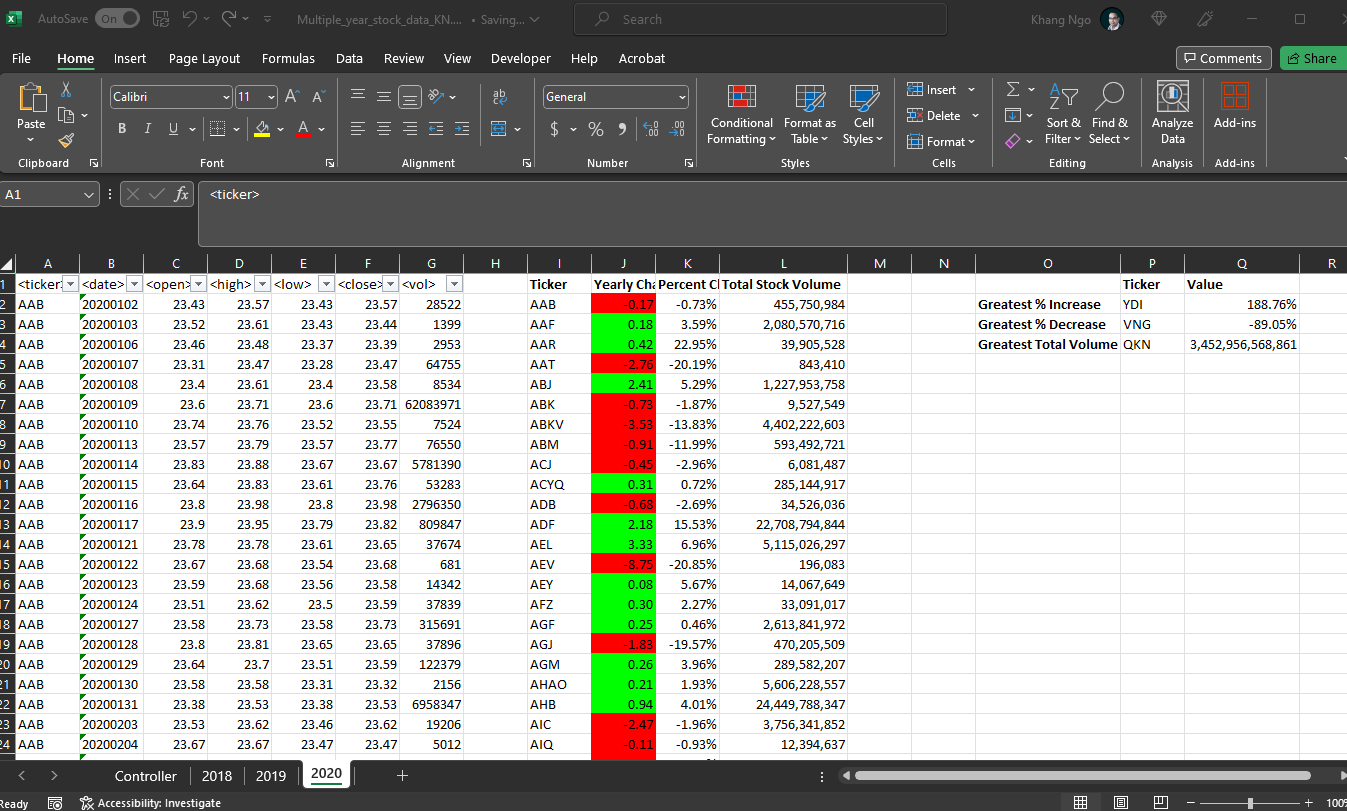 AutoSave On Multiple_year_stock_data_KN.... • Saving... Search Khang Ngo
File Home Insert Page Layout Formulas Data Review View Developer Help Acrobat Comments Share
Calibri 11 General Insert
Paste B I U $ % Conditional Formatting Format as Table Cell Styles Delete Sort & Filter Find & Select Analyze Data Add-ins
Format
Clipboard Font Alignment Number Styles Cells Editing Analysis Add-ins
A1 fx <ticker>
A B C D E F G H I J K L M N O P Q R
1 <ticker> <date> <open> <high> <low> <close> <vol> Ticker Yearly Cha Percent C Total Stock Volume Ticker Value
2 AAB 20200102 23.43 23.57 23.43 23.57 28522 AAB -0.17 -0.73% 455,750,984 Greatest % Increase YDI 188.76%
3 AAB 20200103 23.52 23.61 23.43 23.44 1399 AAF 0.18 3.59% 2,080,570,716 Greatest % Decrease VNG -89.05%
4 AAB 20200106 23.46 23.48 23.37 23.39 2953 AAR 0.42 22.95% 39,905,528 Greatest Total Volume QKN 3,452,956,568,861
5 AAB 20200107 23.31 23.47 23.28 23.47 64755 AAT -2.76 -20.19% 843,410
6 AAB 20200108 23.4 23.61 23.4 23.58 8534 ABJ 2.41 5.29% 1,227,953,758
7 AAB 20200109 23.6 23.71 23.6 23.71 62083971 ABK -0.73 -1.87% 9,527,549
8 AAB 20200110 23.74 23.76 23.52 23.55 7524 ABKV -3.53 -13.83% 4,402,222,603
9 AAB 20200113 23.57 23.79 23.57 23.77 76550 ABM -0.91 -11.99% 593,492,721
10 AAB 20200114 23.83 23.88 23.67 23.67 5781390 ACJ -0.45 -2.96% 6,081,487
11 AAB 20200115 23.64 23.83 23.61 23.76 53283 ACYQ 0.31 0.72% 285,144,917
12 AAB 20200116 23.8 23.98 23.8 23.98 2796350 ADB -0.68 -2.69% 34,526,036
13 AAB 20200117 23.9 23.95 23.79 23.82 809847 ADF 2.18 15.53% 22,708,794,844
14 AAB 20200121 23.78 23.78 23.61 23.65 37674 AEL 3.33 6.96% 5,115,026,297
15 AAB 20200122 23.67 23.68 23.54 23.68 681 AEV -8.75 -20.85% 196,083
16 AAB 20200123 23.59 23.68 23.56 23.58 14342 AEY 0.08 5.67% 14,067,649
17 AAB 20200124 23.51 23.62 23.5 23.59 37839 AFZ 0.30 2.27% 33,091,017
18 AAB 20200127 23.58 23.73 23.58 23.73 315691 AGF 0.25 0.46% 2,613,841,972
19 AAB 20200128 23.8 23.81 23.65 23.65 37896 AGJ -1.83 -19.57% 470,205,509
20 AAB 20200129 23.64 23.7 23.51 23.59 122379 AGM 0.26 3.96% 289,582,207
21 AAB 20200130 23.58 23.58 23.31 23.32 2156 AHAO 0.21 1.93% 5,606,228,557
22 AAB 20200131 23.38 23.53 23.38 23.53 6958347 AHB 0.94 4.01% 24,449,788,347
23 AAB 20200203 23.53 23.62 23.46 23.62 19206 AIC -2.47 -1.96% 3,756,341,852
24 AAB 20200204 23.67 23.67 23.47 23.47 5012 AIQ -0.11 -0.93% 12,394,637
Controller 2018 2019 2020
Ready Accessibility: Investigate 100%